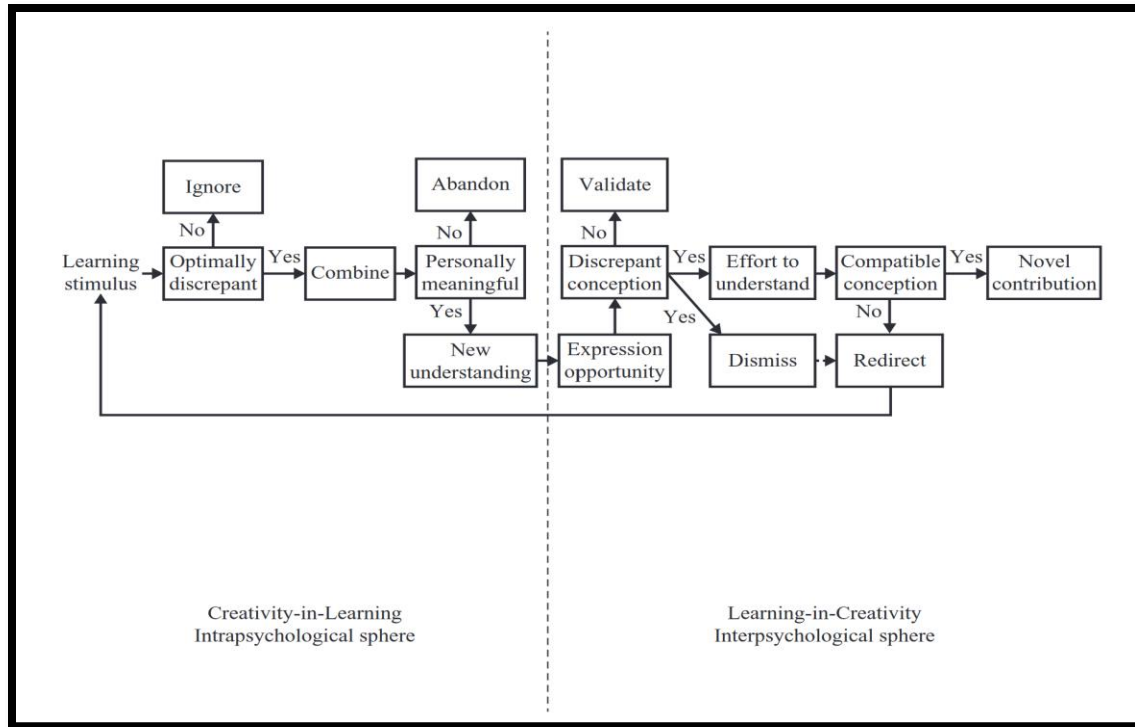 Ignore
Abandon
Validate
No
No
No
Learning
stimulus
Optimally
discrepant
Yes
Combine
Personally
meaningful
Discrepant
conception
Yes
Effort to
understand
Compatible
conception
Yes
Novel
contribution
Yes
Yes
No
New
understanding
Expression
opportunity
Dismiss
Redirect
Creativity-in-Learning
Intrapsychological sphere
Learning-in-Creativity
Interpsychological sphere